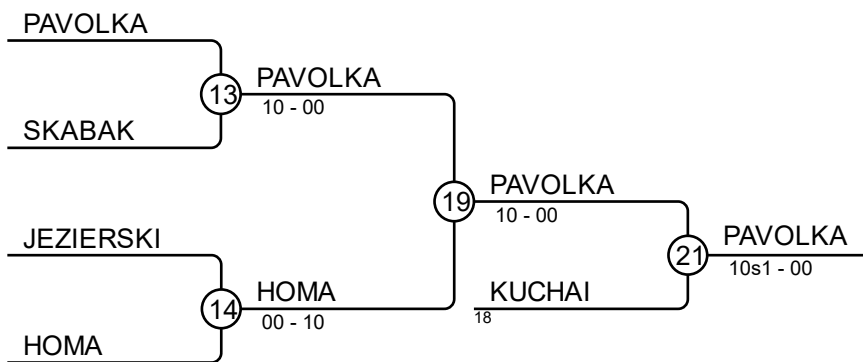 PAVOLKA
13
PAVOLKA
10 - 00
SKABAK
19
PAVOLKA
10 - 00
JEZIERSKI
21
PAVOLKA
10s1 - 00
14
HOMA
00 - 10
KUCHAI
18
HOMA